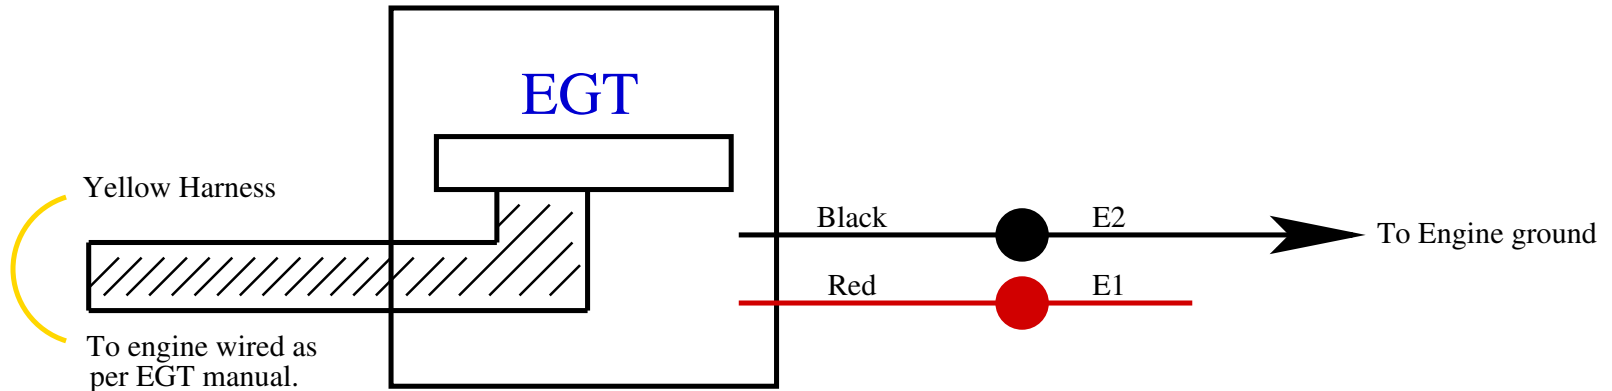 EGT
Yellow Harness
Black
E2
To Engine ground
Red
E1
To engine wired as
per EGT manual.